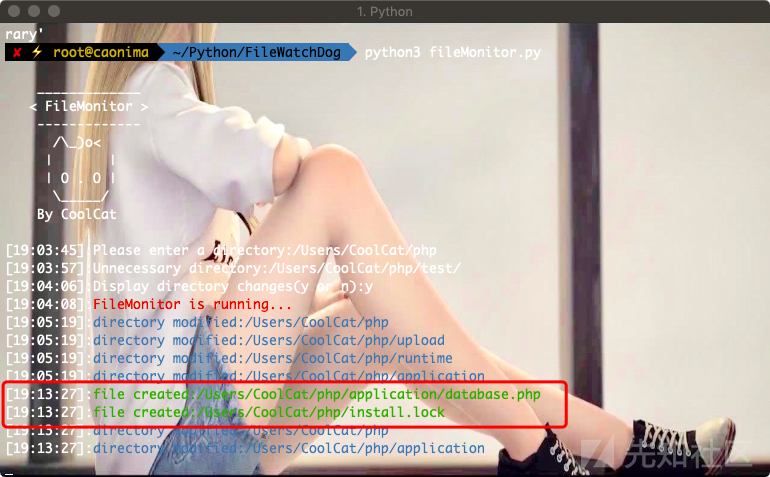 1. Python
rary'
✘ ⚡ root@caonima ~/Python/FileWatchDog python3 fileMonitor.py
_____________
< FileMonitor >
-------------
/\_)o<
|       |
| O . O |
\_____/
By CoolCat
[19:03:45]:Please enter a directory:/Users/CoolCat/php
[19:03:57]:Unnecessary directory:/Users/CoolCat/php/test/
[19:04:06]:Display directory changes(y or n):y
[19:04:08]:FileMonitor is running...
[19:05:19]:directory modified:/Users/CoolCat/php
[19:05:19]:directory modified:/Users/CoolCat/php/upload
[19:05:19]:directory modified:/Users/CoolCat/php/runtime
[19:05:19]:directory modified:/Users/CoolCat/php/application
[19:13:27]:file created:/Users/CoolCat/php/application/database.php
[19:13:27]:file created:/Users/CoolCat/php/install.lock
[19:13:27]:directory modified:/Users/CoolCat/php
[19:13:27]:directory modified:/Users/CoolCat/php/application
先知社区